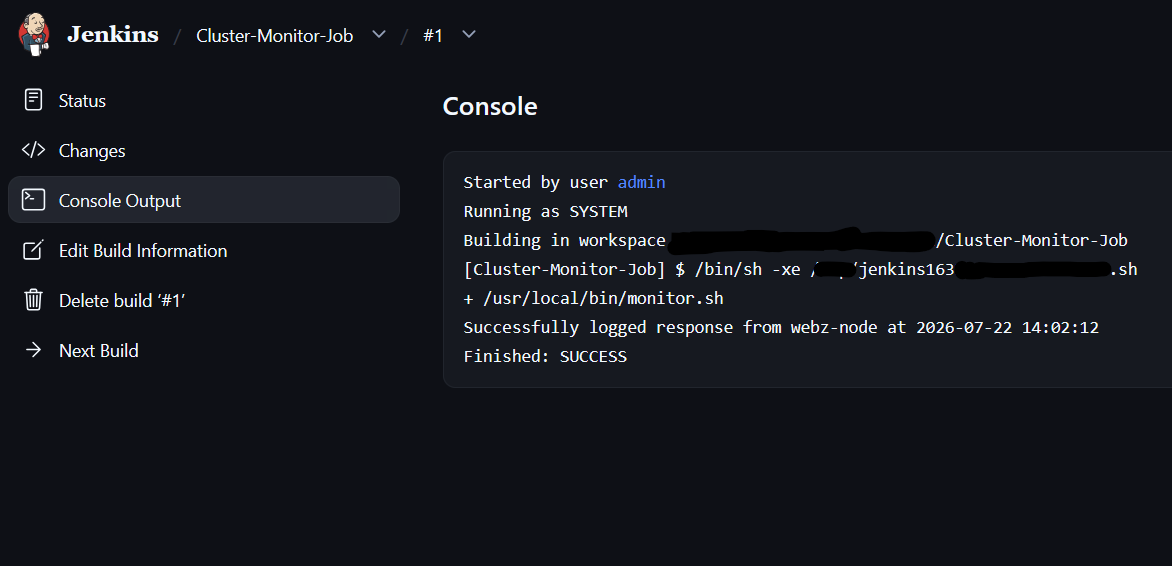 Jenkins / Cluster-Monitor-Job / #1
Status
Changes
Console Output
Edit Build Information
Delete build ‘#1’
Next Build
Console
Started by user admin
Running as SYSTEM
Building in workspace /Cluster-Monitor-Job
[Cluster-Monitor-Job] $ /bin/sh -xe / /jenkins163 .sh
+ /usr/local/bin/monitor.sh
Successfully logged response from webz-node at 2026-07-22 14:02:12
Finished: SUCCESS